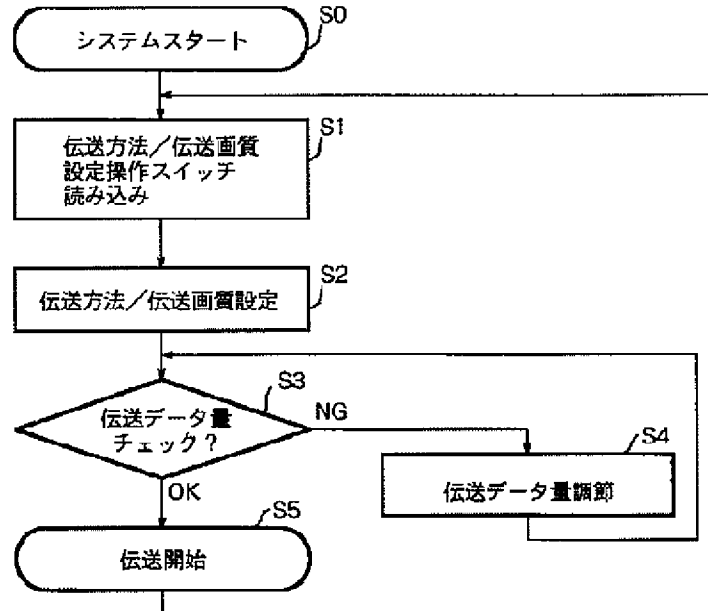 S0
システムスタート
S1
伝送方法／伝送画質
設定操作スイッチ
読み込み
S2
伝送方法／伝送画質設定
S3
伝送データ量
チェック？
NG
S4
伝送データ量調節
OK
S5
伝送開始